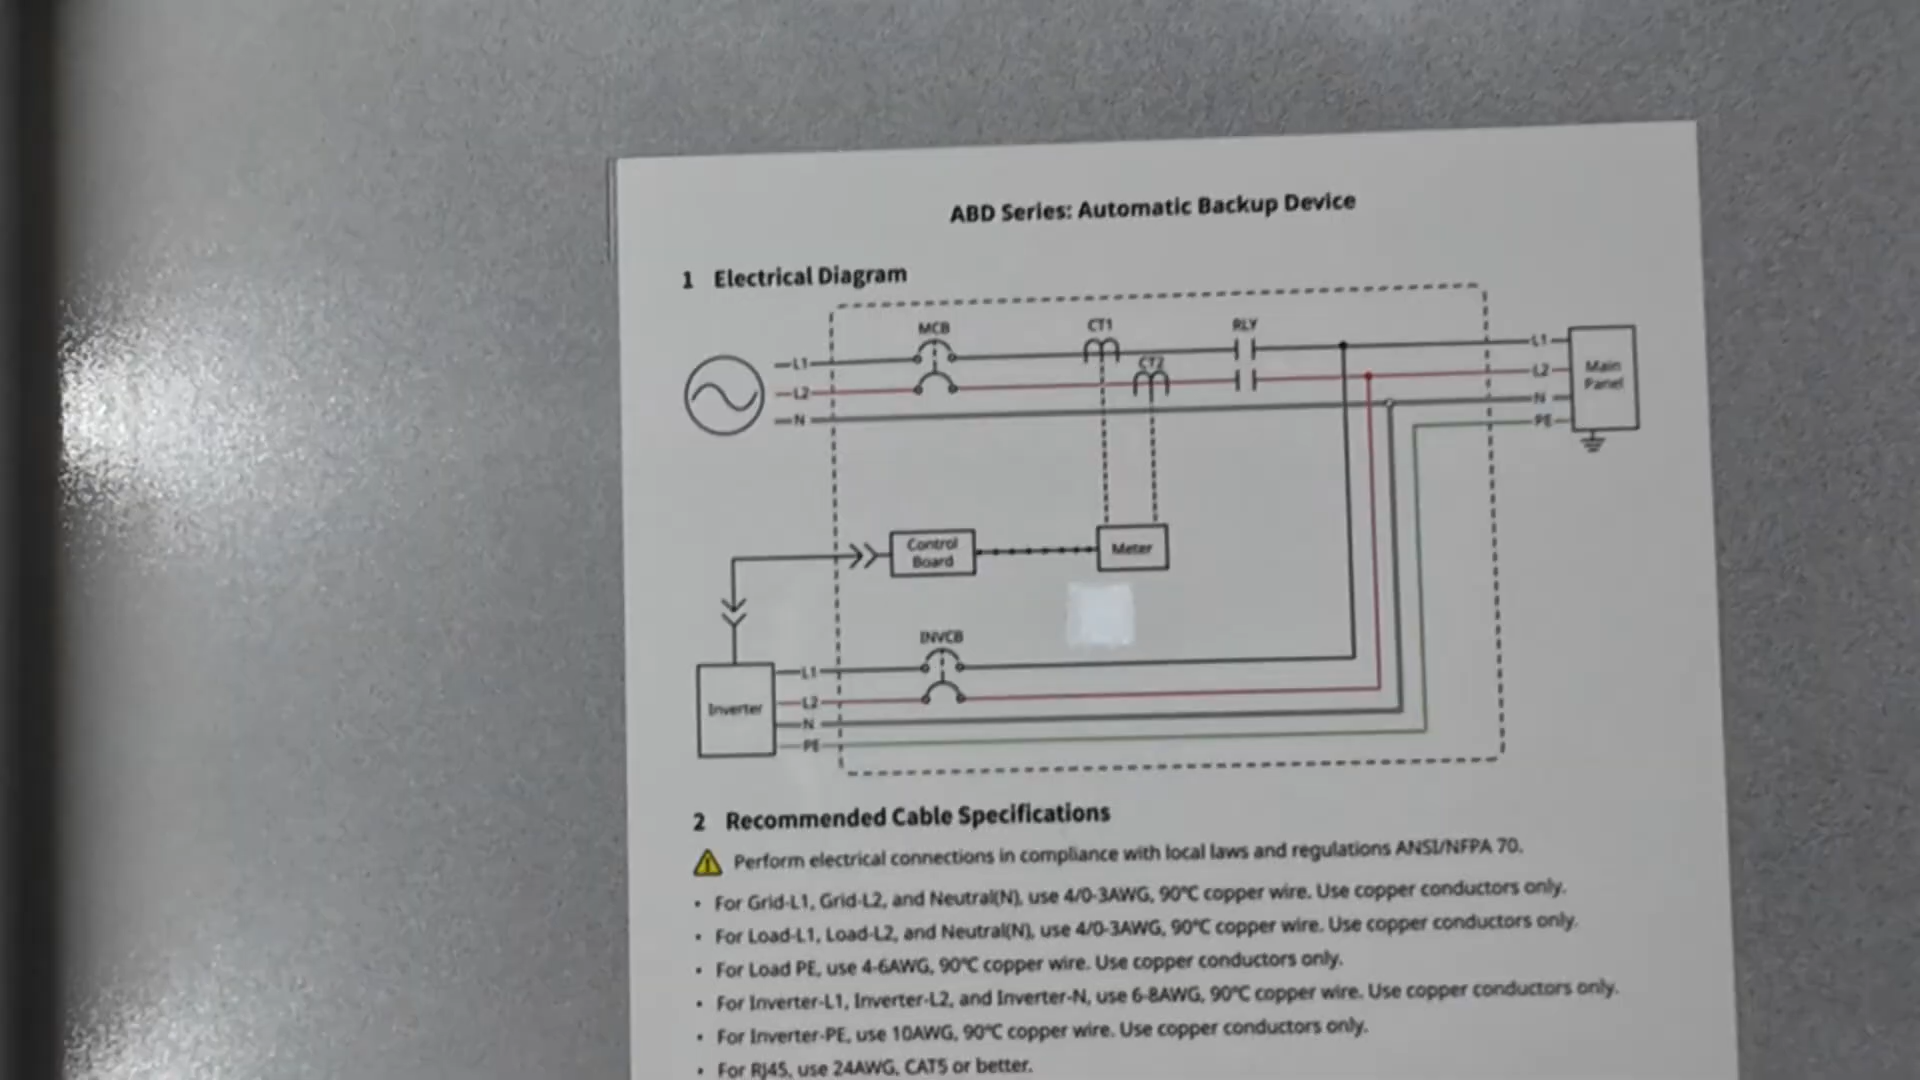 ABD Series: Automatic Backup Device
1 Electrical Diagram
MCB CT1 RLY
CT2
L1 L1
L2 L2
N N
PE
Main
Panel
Control
Board
Meter
INVCB
Inverter
L1
L2
N
PE
2 Recommended Cable Specifications
Perform electrical connections in compliance with local laws and regulations ANSI/NFPA 70.
• For Grid-L1, Grid-L2, and Neutral(N), use 4/0-3AWG, 90℃ copper wire. Use copper conductors only.
• For Load-L1, Load-L2, and Neutral(N), use 4/0-3AWG, 90℃ copper wire. Use copper conductors only.
• For Load PE, use 4-6AWG, 90℃ copper wire. Use copper conductors only.
• For Inverter-L1, Inverter-L2, and Inverter-N, use 6-8AWG, 90℃ copper wire. Use copper conductors only.
• For Inverter-PE, use 10AWG, 90℃ copper wire. Use copper conductors only.
• For RJ45, use 24AWG, CAT5 or better.